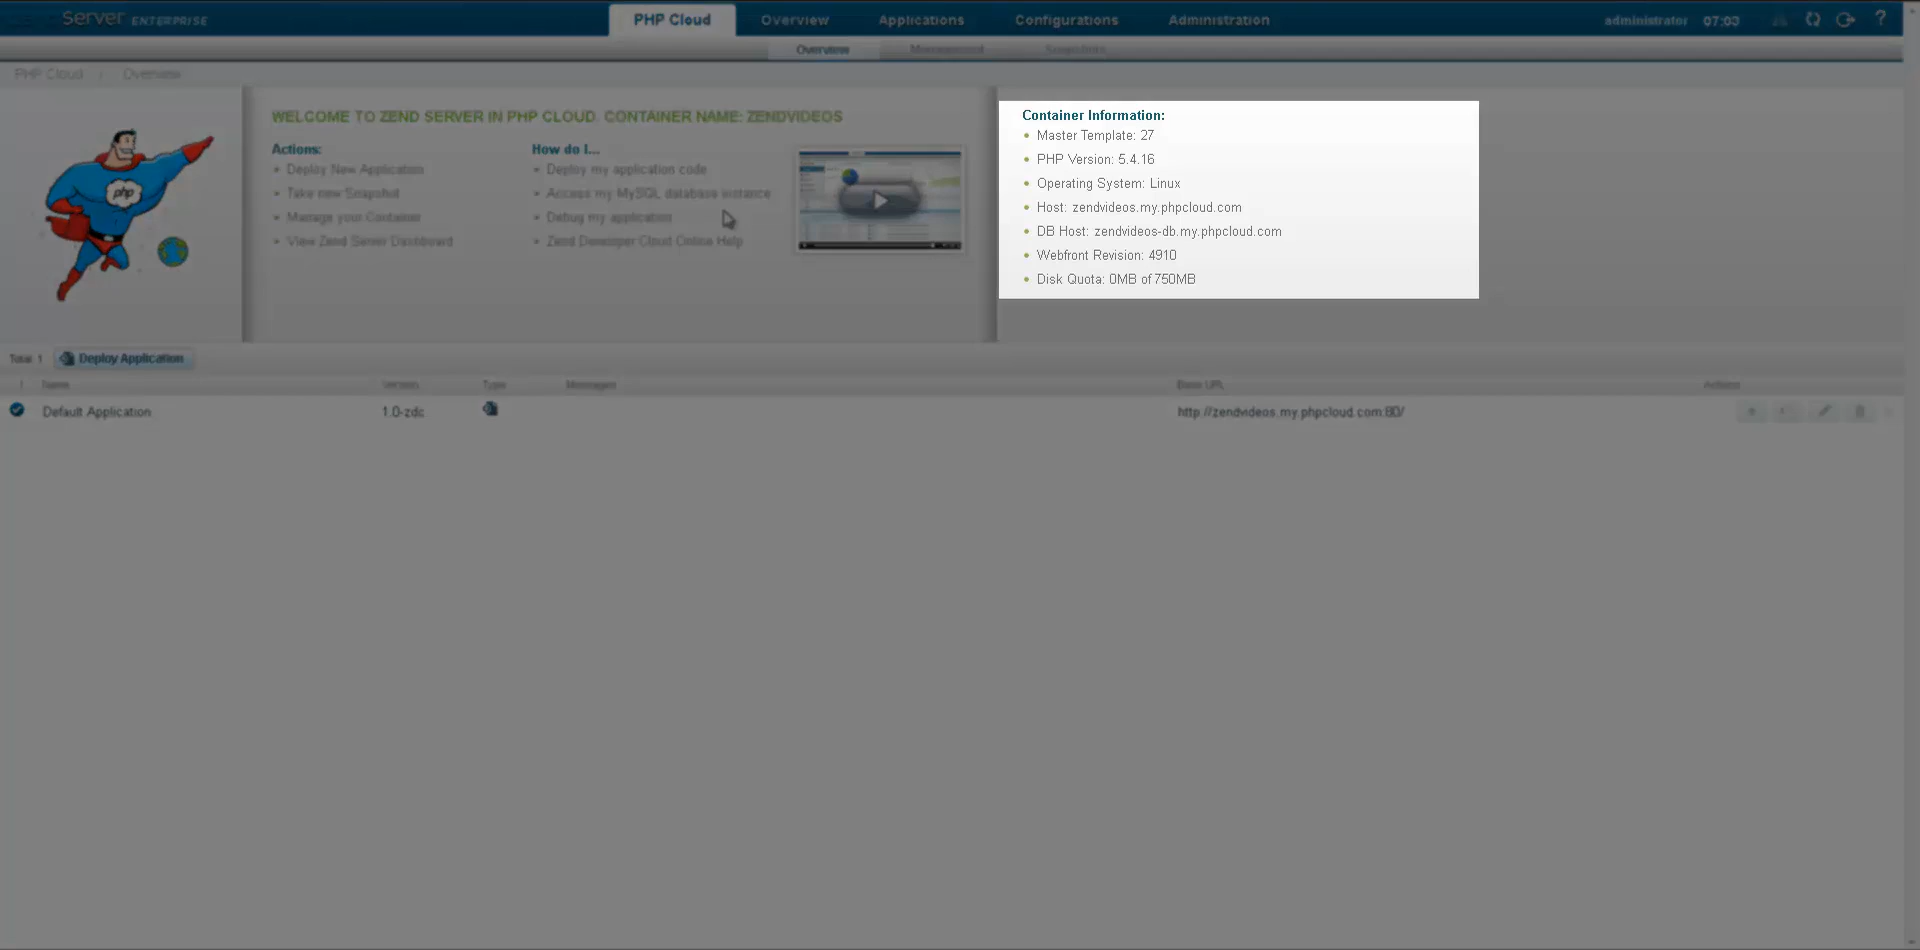 Server ENTERPRISE
PHP Cloud Overview Applications Configurations Administration administrator 07:03 ?
Overview Management Snapshots
PHP Cloud / Overview
WELCOME TO ZEND SERVER IN PHP CLOUD. CONTAINER NAME: ZENDVIDEOS
Actions:
Deploy New Application
Take new Snapshot
Manage your Container
View Zend Server Dashboard
How do I...
Deploy my application code
Access my MySQL database instance
Debug my application
Zend Developer Cloud Online Help
php
Container Information:
Master Template: 27
PHP Version: 5.4.16
Operating System: Linux
Host: zendvideos.my.phpcloud.com
DB Host: zendvideos-db.my.phpcloud.com
Webfront Revision: 4910
Disk Quota: 0MB of 750MB
Total: 1 Deploy Application
Name Version Type Messages Base URL Actions
Default Application 1.0-zdc http://zendvideos.my.phpcloud.com:80/